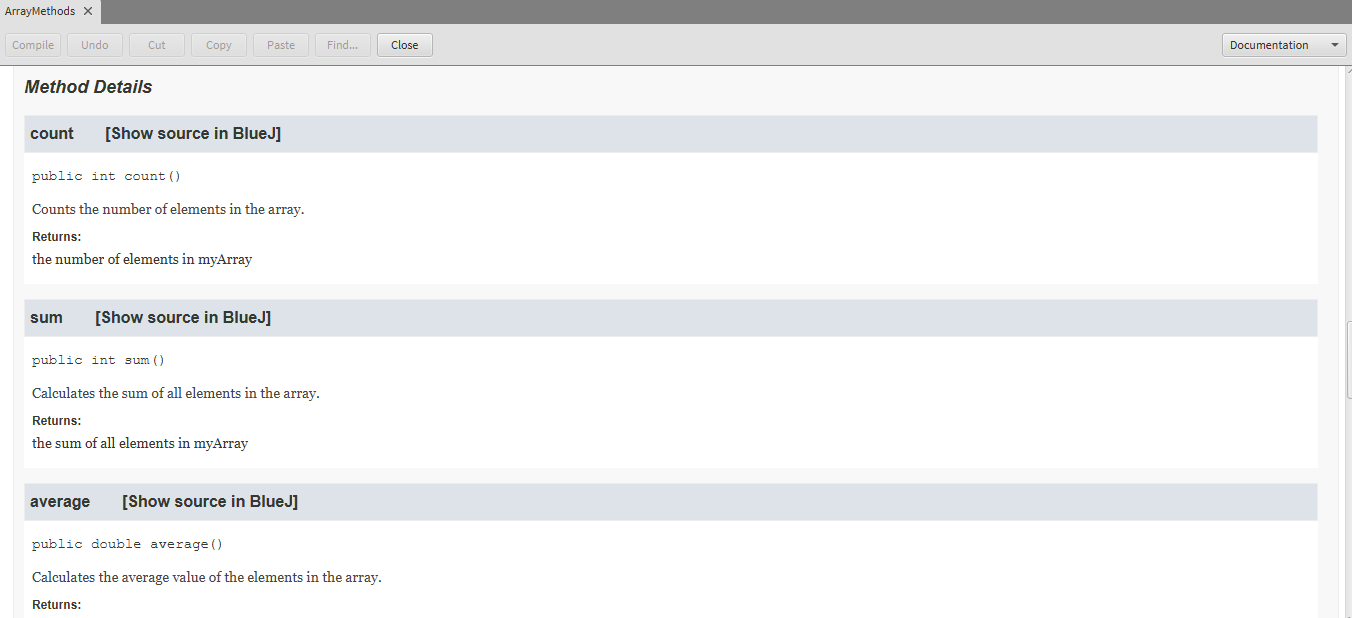 ArrayMethods ✕
Compile Undo Cut Copy Paste Find... Close Documentation
Method Details
count [Show source in BlueJ]
public int count()
Counts the number of elements in the array.
Returns:
the number of elements in myArray
sum [Show source in BlueJ]
public int sum()
Calculates the sum of all elements in the array.
Returns:
the sum of all elements in myArray
average [Show source in BlueJ]
public double average()
Calculates the average value of the elements in the array.
Returns: